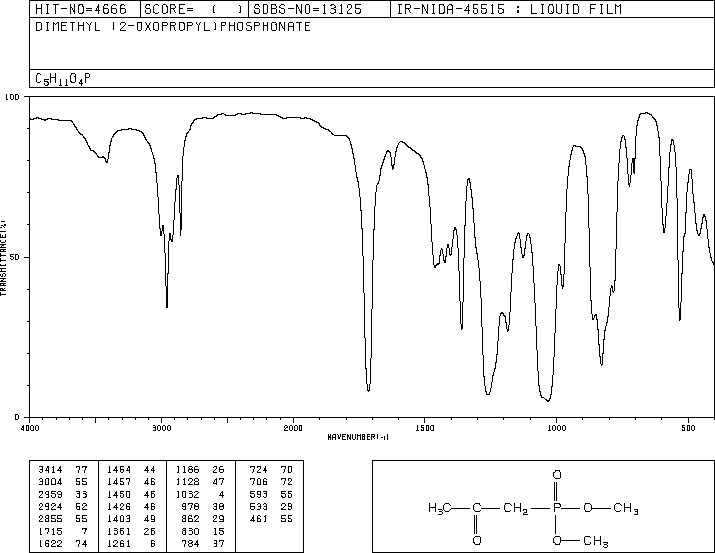 HIT-NO=4666 SCORE= ( ) SDBS-NO=13125 IR-NIDA-45515 : LIQUID FILM
DIMETHYL (2-OXOPROPYL)PHOSPHONATE
C5H11O4P
100
TRANSMITTANCE(%)
50
0
4000 3000 2000 1500 1000 500
WAVENUMBER(-1)
3414 77 1464 44 1186 26 724 70
3004 55 1457 46 1128 47 706 72
2959 33 1450 46 1032 4 593 55
2924 52 1426 46 978 38 533 29
2855 55 1403 49 862 29 461 55
1715 7 1361 26 830 15
1622 74 1261 6 784 37
O
H3C CH2 P O CH3
O O CH3